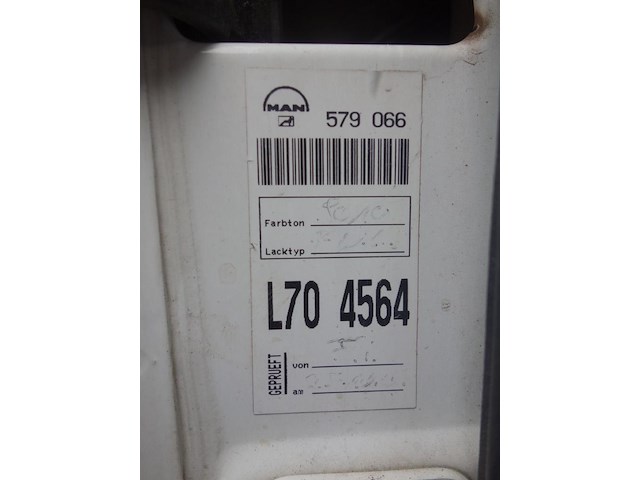 MAN
579 066
Farbton
Lacktyp
L70 4564
GEPRUEFT
von
am